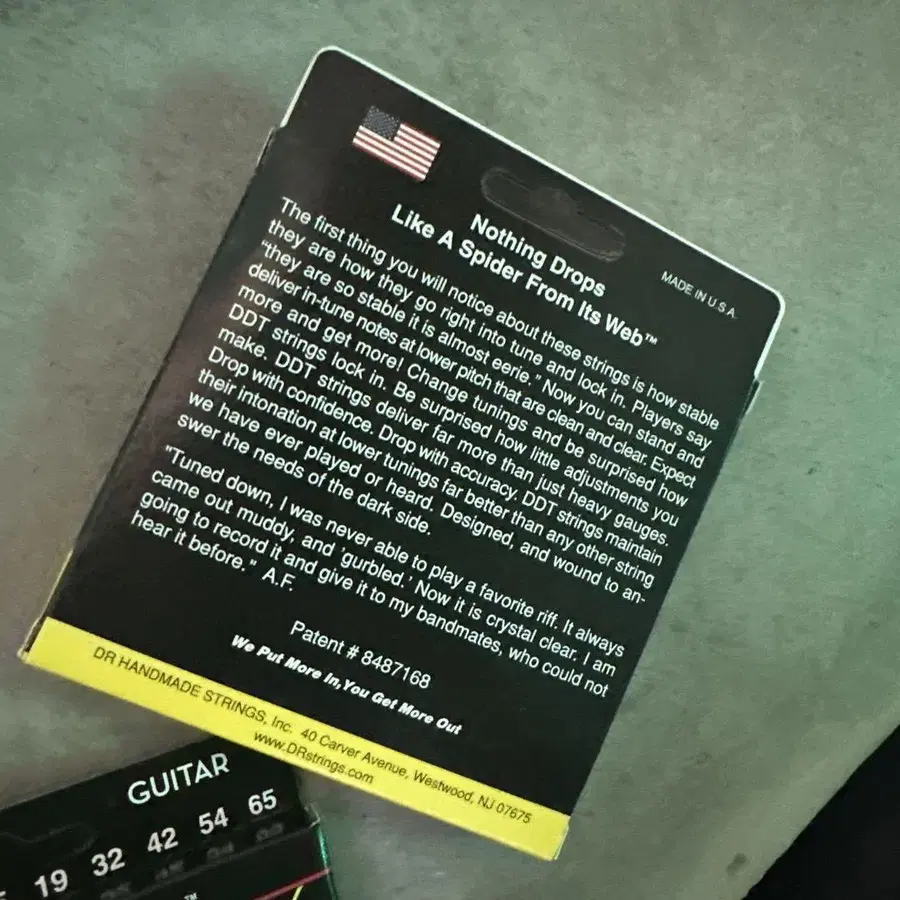 Nothing Drops
Like A Spider From Its Web™
MADE IN U.S.A.
The first thing you will notice about these strings is how stable
they are how they go right into tune and lock in. Players say
"they are so stable it is almost eerie." Now you can stand and
deliver in-tune notes at lower pitch that are clean and clear. Expect
more and get more! Change tunings and be surprised how
DDT strings lock in. Be surprised how little adjustments you
make. DDT strings deliver far more than just heavy gauges.
Drop with confidence. Drop with accuracy. DDT strings maintain
their intonation at lower tunings far better than any other string
we have ever played or heard. Designed, and wound to an-
swer the needs of the dark side.
"Tuned down, I was never able to play a favorite riff. It always
came out muddy, and 'gurbled.' Now it is crystal clear. I am
going to record it and give it to my bandmates, who could not
hear it before." A.F.
Patent # 8487168
We Put More In, You Get More Out
DR HANDMADE STRINGS, Inc. 40 Carver Avenue, Westwood, NJ 07675
www.DRstrings.com
GUITAR
19 32 42 54 65
™